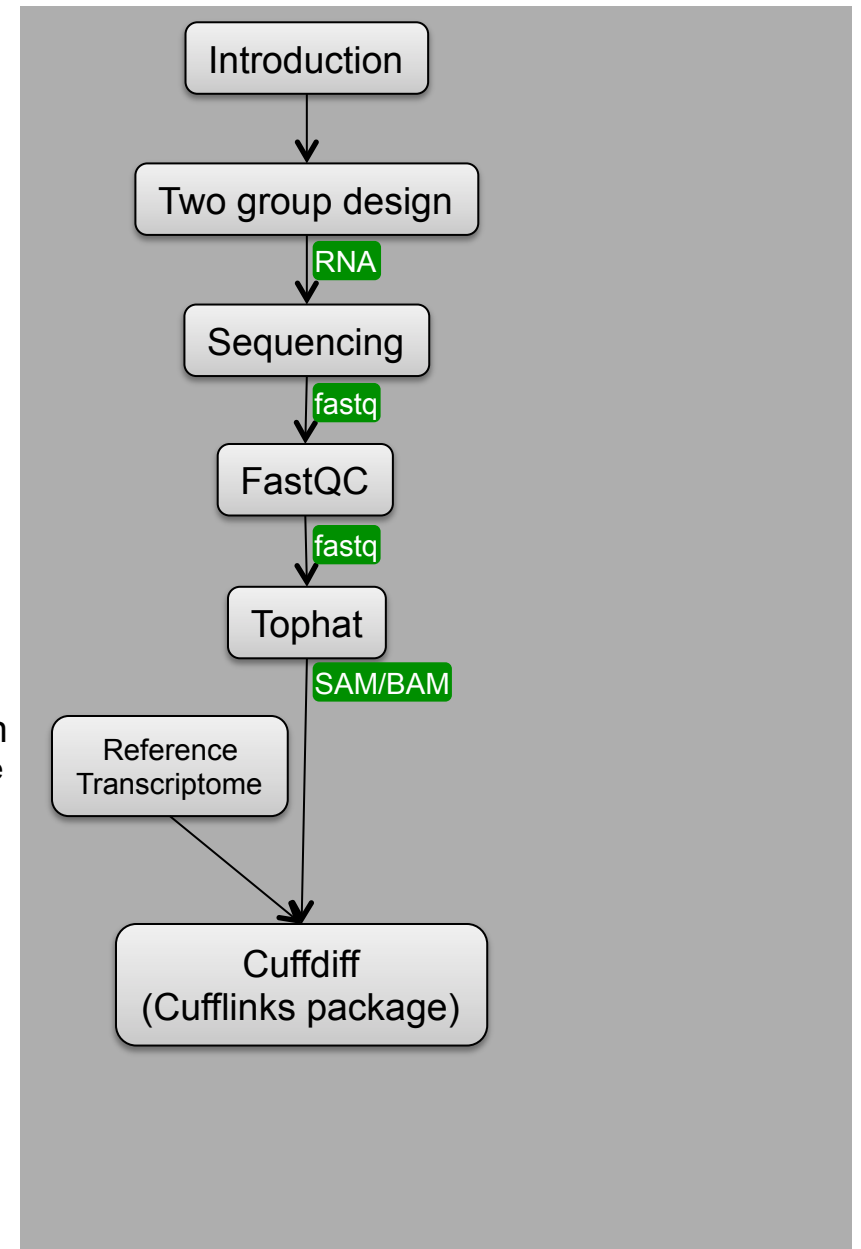 Introduction
Two group design
RNA
Sequencing
fastq
FastQC
fastq
Tophat
SAM/BAM
Reference
Transcriptome
Cuffdiff
(Cufflinks package)